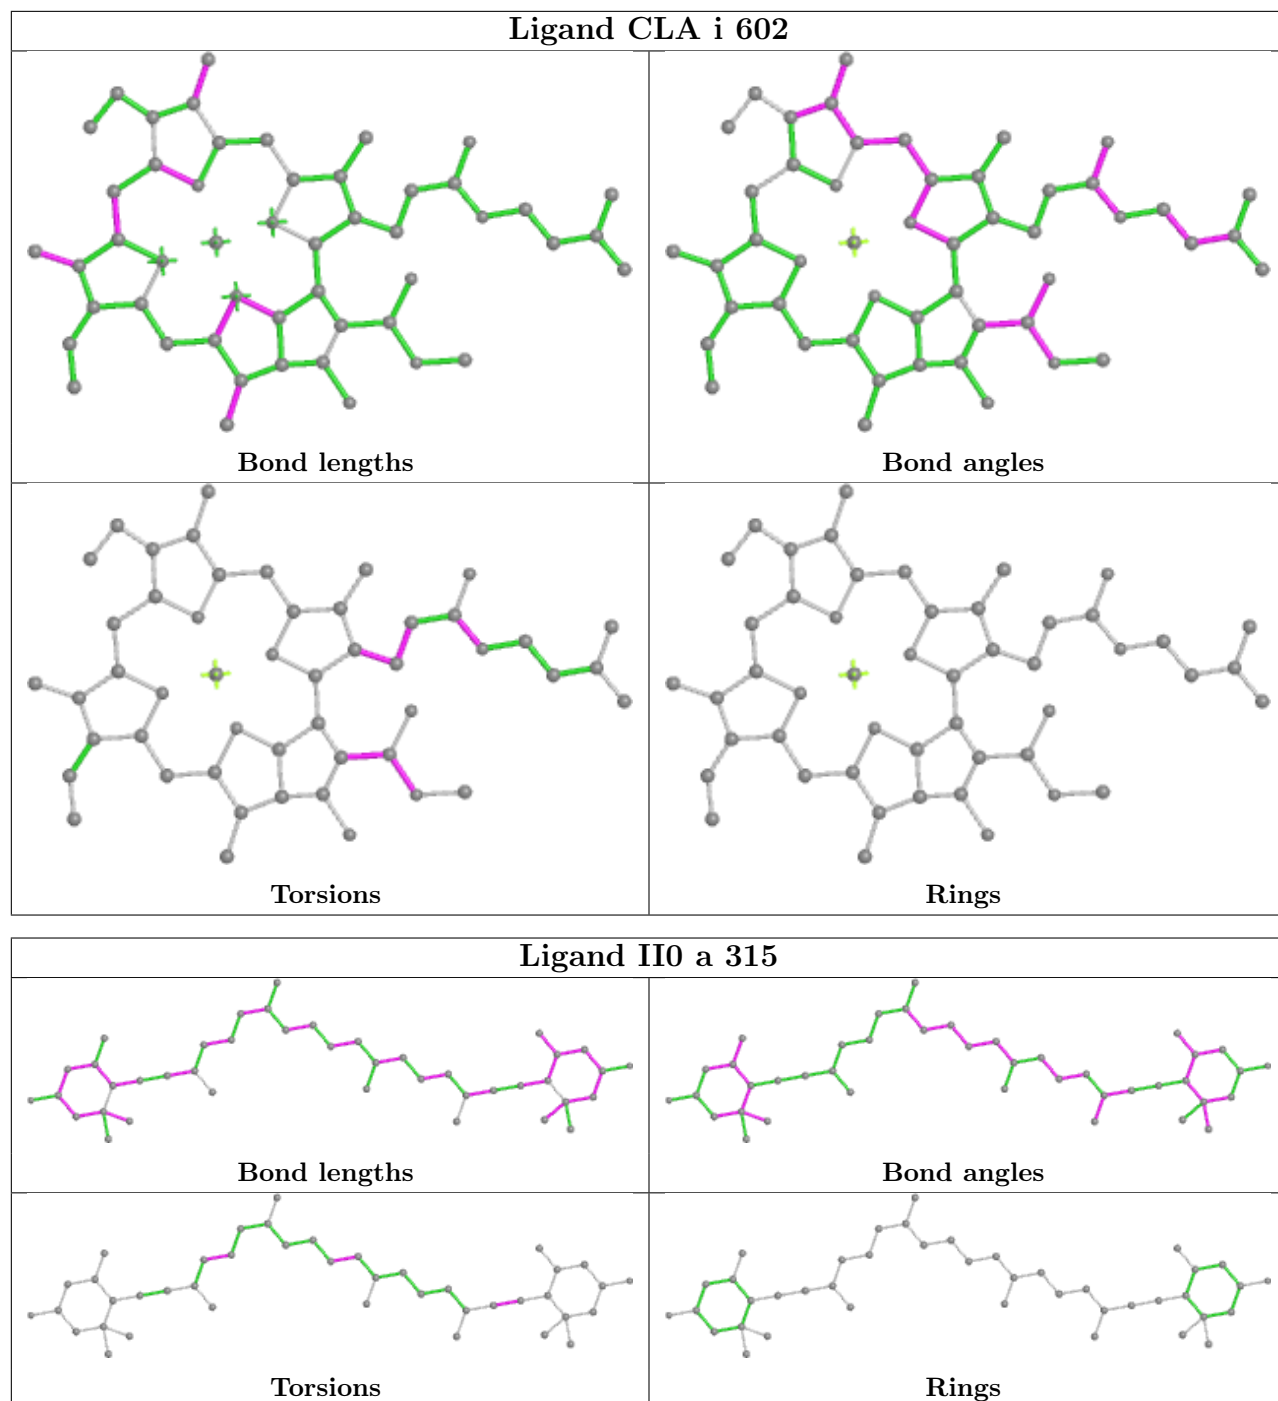 Ligand CLA i 602
Bond lengths
Bond angles
Torsions
Rings
Ligand II0 a 315
Bond lengths
Bond angles
Torsions
Rings